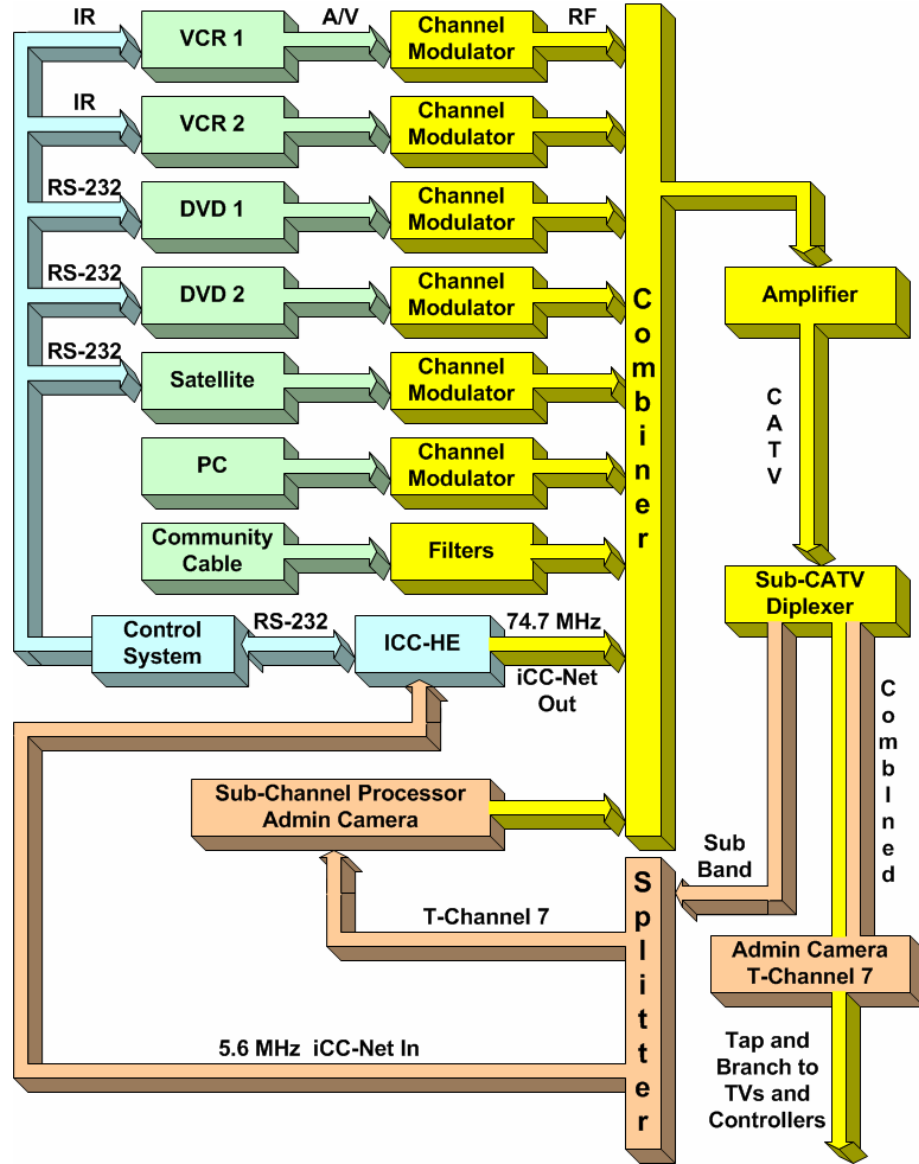 IR
A/V
RF
VCR 1
Channel
Modulator
IR
VCR 2
Channel
Modulator
RS-232
DVD 1
Channel
Modulator
RS-232
DVD 2
Channel
Modulator
RS-232
Satellite
Channel
Modulator
PC
Channel
Modulator
Community
Cable
Filters
Control
System
RS-232
ICC-HE
74.7 MHz
iCC-Net
Out
Combiner
Amplifier
CATV
Sub-CATV
Diplexer
CombIned
Sub
Band
Sub-Channel Processor
Admin Camera
T-Channel 7
Splitter
Admin Camera
T-Channel 7
5.6 MHz iCC-Net In
Tap and
Branch to
TVs and
Controllers